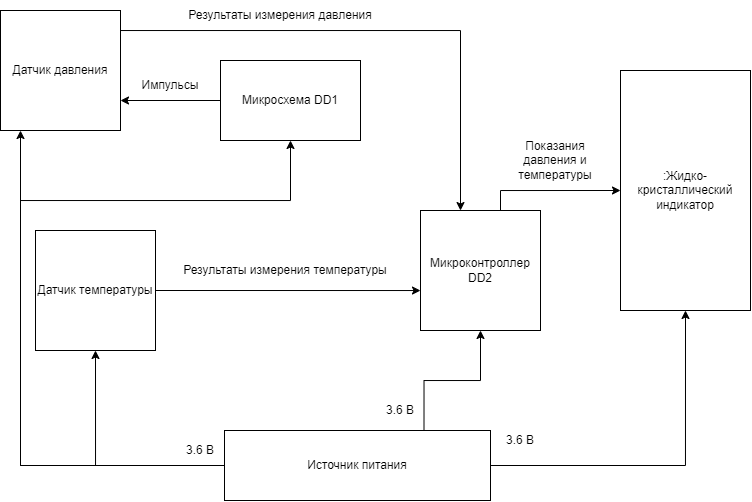 Результаты измерения давления
Датчик давления
Импульсы
Микросхема DD1
Показания
давления и
температуры
:Жидко-
кристаллический
индикатор
Результаты измерения температуры
Микроконтроллер
DD2
Датчик температуры
3.6 В
3.6 В
3.6 В
Источник питания